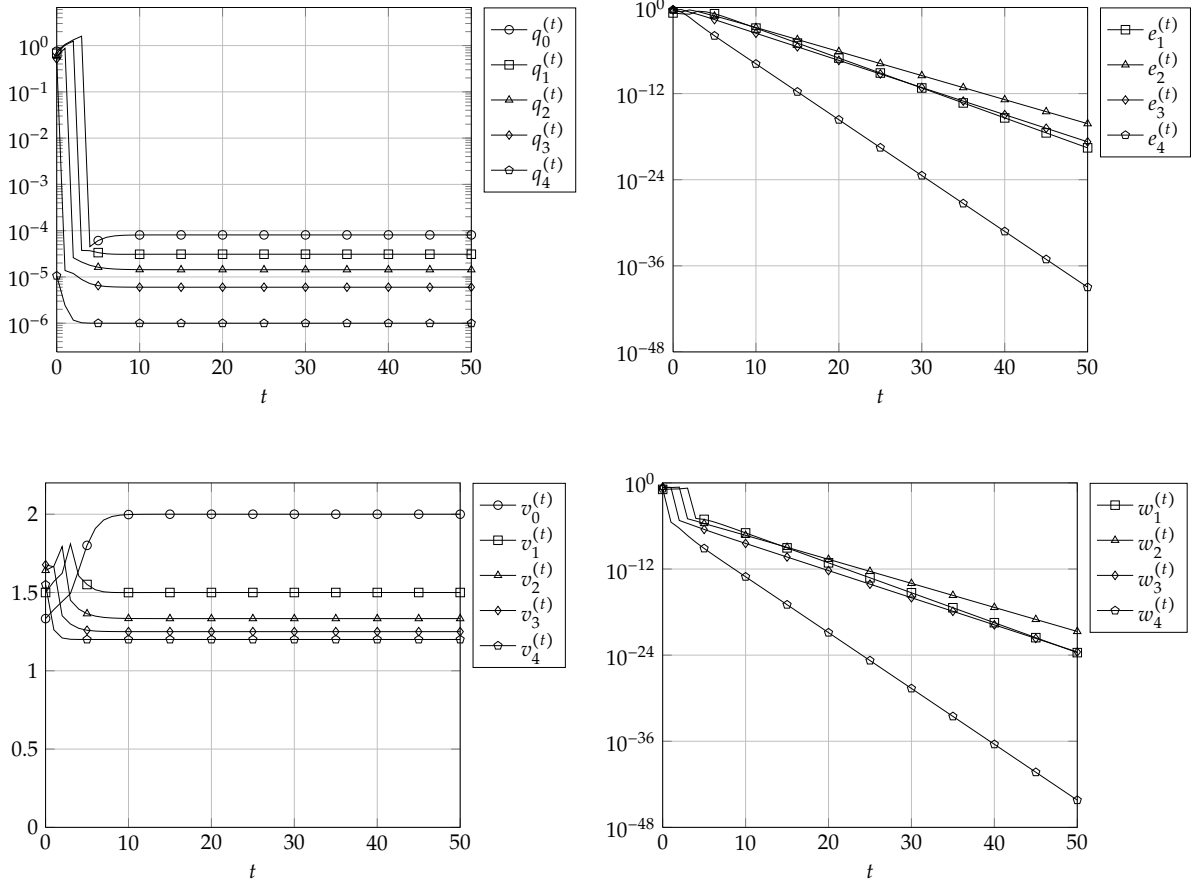 10^0
10^{-1}
10^{-2}
10^{-3}
10^{-4}
10^{-5}
10^{-6}
0 10 20 30 40 50
t
q_0^{(t)}
q_1^{(t)}
q_2^{(t)}
q_3^{(t)}
q_4^{(t)}
10^0
10^{-12}
10^{-24}
10^{-36}
10^{-48}
0 10 20 30 40 50
t
e_1^{(t)}
e_2^{(t)}
e_3^{(t)}
e_4^{(t)}
2
1.5
1
0.5
0
0 10 20 30 40 50
t
v_0^{(t)}
v_1^{(t)}
v_2^{(t)}
v_3^{(t)}
v_4^{(t)}
10^0
10^{-12}
10^{-24}
10^{-36}
10^{-48}
0 10 20 30 40 50
t
w_1^{(t)}
w_2^{(t)}
w_3^{(t)}
w_4^{(t)}